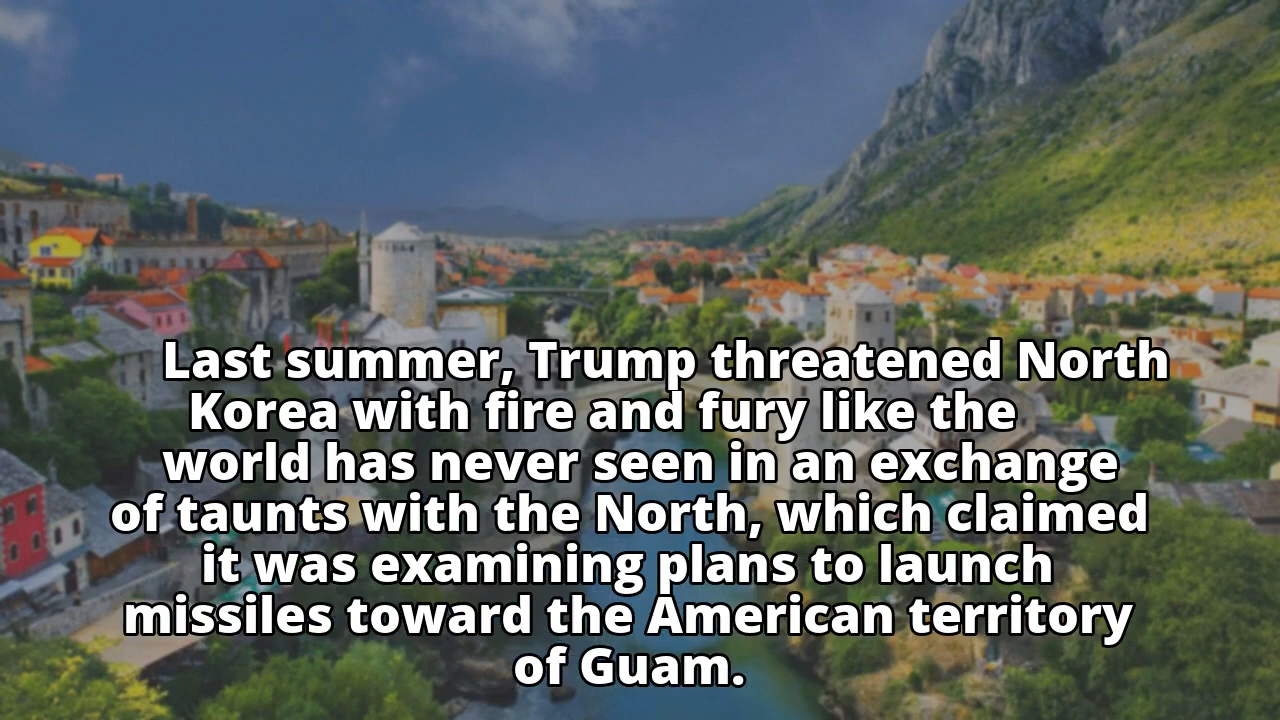 Last summer, Trump threatened North
Korea with fire and fury like the
world has never seen in an exchange
of taunts with the North, which claimed
it was examining plans to launch
missiles toward the American territory
of Guam.